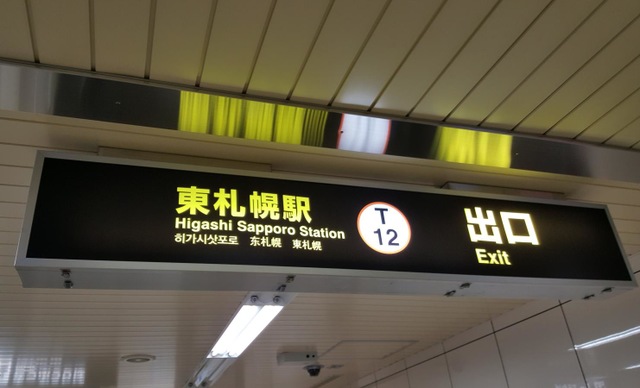 東札幌駅
Higashi Sapporo Station
히가시삿포로 东札幌 東札幌
T
12
出口
Exit